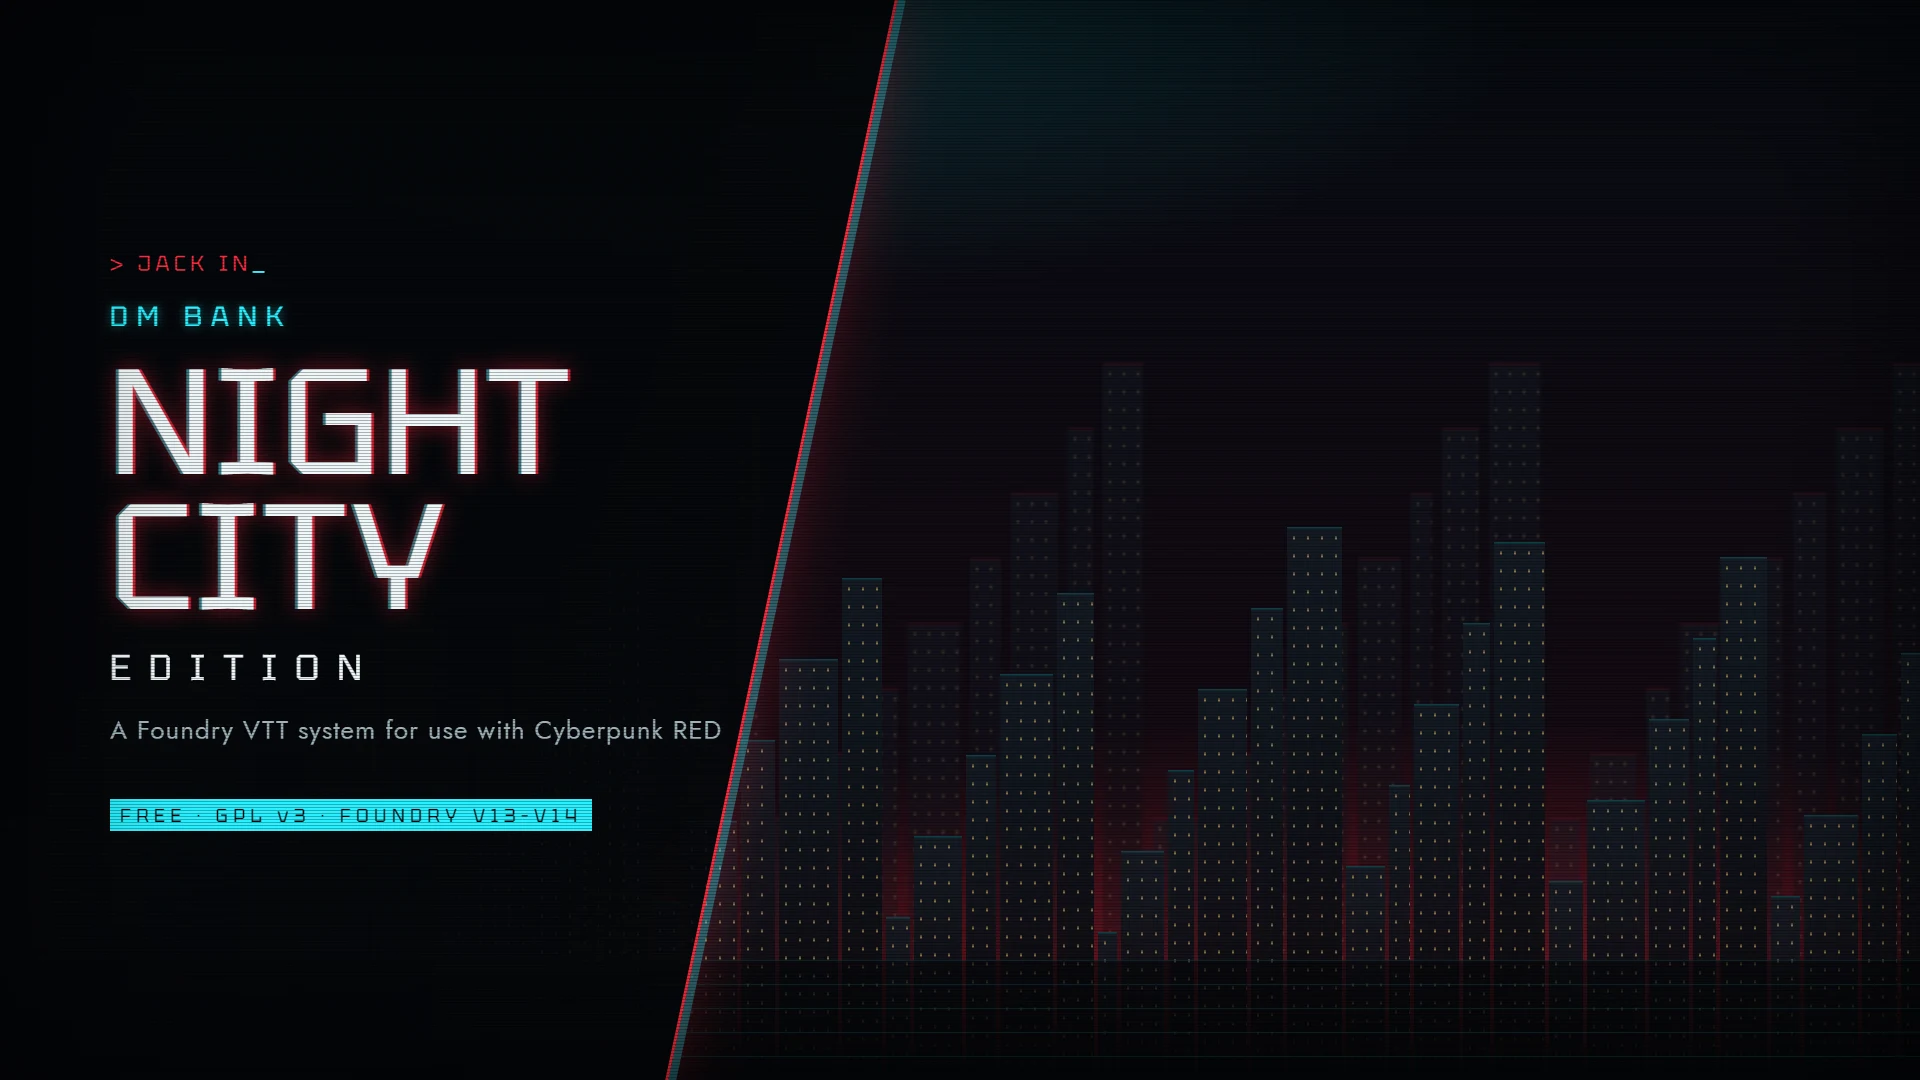 > JACK IN_
DM BANK
NIGHT
CITY
EDITION
A Foundry VTT system for use with Cyberpunk RED
FREE · GPL v3 · FOUNDRY V13-V14